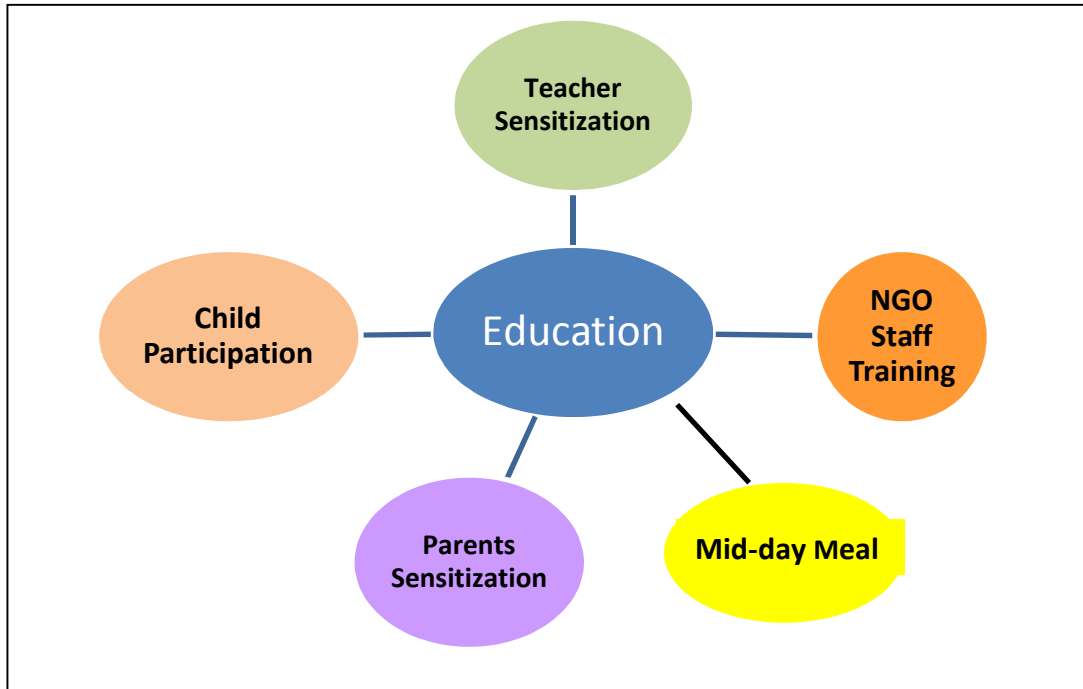 Teacher
Sensitization
Child
Participation
Education
NGO
Staff
Training
Parents
Sensitization
Mid-day Meal